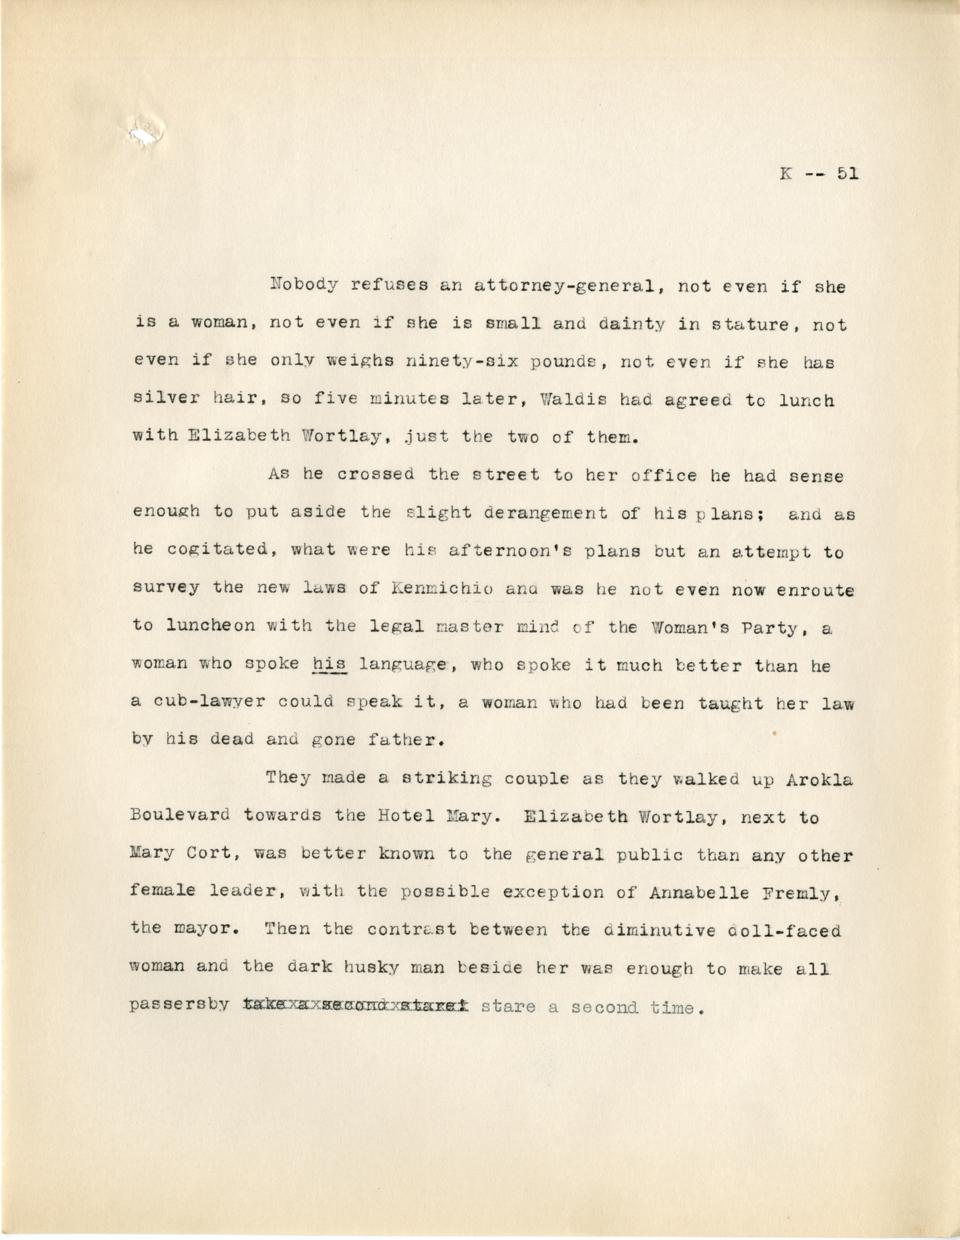 K -- 51
Nobody refuses an attorney-general, not even if she
is a woman, not even if she is small and dainty in stature, not
even if she only weighs ninety-six pounds, not even if she has
silver hair, so five minutes later, Waldis had agreed to lunch
with Elizabeth Wortlay, just the two of them.
As he crossed the street to her office he had sense
enough to put aside the slight derangement of his plans; and as
he cogitated, what were his afternoon's plans but an attempt to
survey the new laws of Kenmichio and was he not even now enroute
to luncheon with the legal master mind of the Woman's Party, a
woman who spoke his language, who spoke it much better than he
a cub-lawyer could speak it, a woman who had been taught her law
by his dead and gone father.
They made a striking couple as they walked up Arokla
Boulevard towards the Hotel Mary. Elizabeth Wortlay, next to
Mary Cort, was better known to the general public than any other
female leader, with the possible exception of Annabelle Fremly,
the mayor. Then the contrast between the diminutive doll-faced
woman and the dark husky man beside her was enough to make all
passersby take a second stare stare a second time.